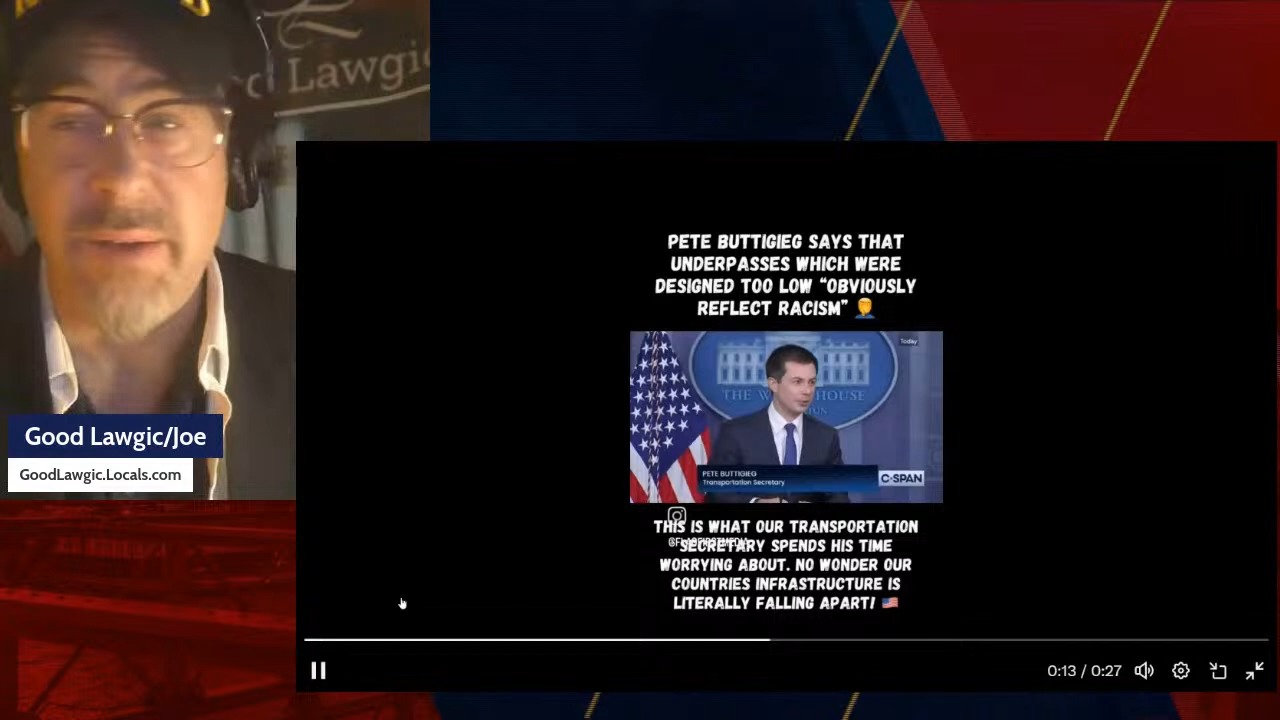 Lawgic
Good Lawgic/Joe
GoodLawgic.Locals.com
PETE BUTTIGIEG SAYS THAT
UNDERPASSES WHICH WERE
DESIGNED TOO LOW “OBVIOUSLY
REFLECT RACISM” 🤦‍♂️
Today
THE WHITE HOUSE
PETE BUTTIGIEG
Transportation Secretary
C-SPAN
THIS IS WHAT OUR TRANSPORTATION
SECRETARY SPENDS HIS TIME
WORRYING ABOUT. NO WONDER OUR
COUNTRIES INFRASTRUCTURE IS
LITERALLY FALLING APART! 🇺🇸
0:13 / 0:27